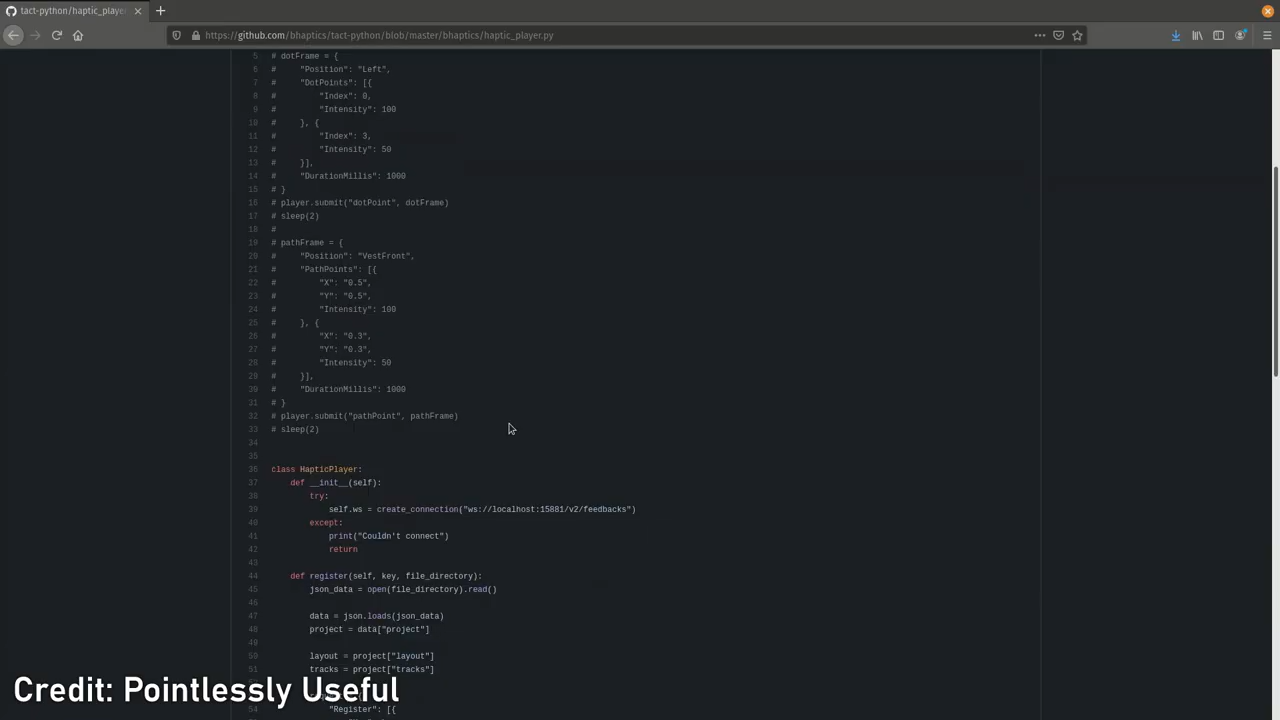 tact-python/haptic_player
https://github.com/bhaptics/tact-python/blob/master/bhaptics/haptic_player.py
5 # dotFrame = {
6 #     "Position": "Left",
7 #     "DotPoints": [{
8 #         "Index": 0,
9 #         "Intensity": 100
10 #     }, {
11 #         "Index": 3,
12 #         "Intensity": 50
13 #     }],
14 #     "DurationMillis": 1000
15 # }
16 # player.submit("dotPoint", dotFrame)
17 # sleep(2)
18 #
19 # pathFrame = {
20 #     "Position": "VestFront",
21 #     "PathPoints": [{
22 #         "X": "0.5",
23 #         "Y": "0.5",
24 #         "Intensity": 100
25 #     }, {
26 #         "X": "0.3",
27 #         "Y": "0.3",
28 #         "Intensity": 50
29 #     }],
30 #     "DurationMillis": 1000
31 # }
32 # player.submit("pathPoint", pathFrame)
33 # sleep(2)
34
35
36 class HapticPlayer:
37     def __init__(self):
38         try:
39             self.ws = create_connection("ws://localhost:15881/v2/feedbacks")
40         except:
41             print("Couldn't connect")
42             return
43
44     def register(self, key, file_directory):
45         json_data = open(file_directory).read()
46
47         data = json.loads(json_data)
48         project = data["project"]
49
50         layout = project["layout"]
51         tracks = project["tracks"]
54             "Register": [{
Credit: Pointlessly Useful